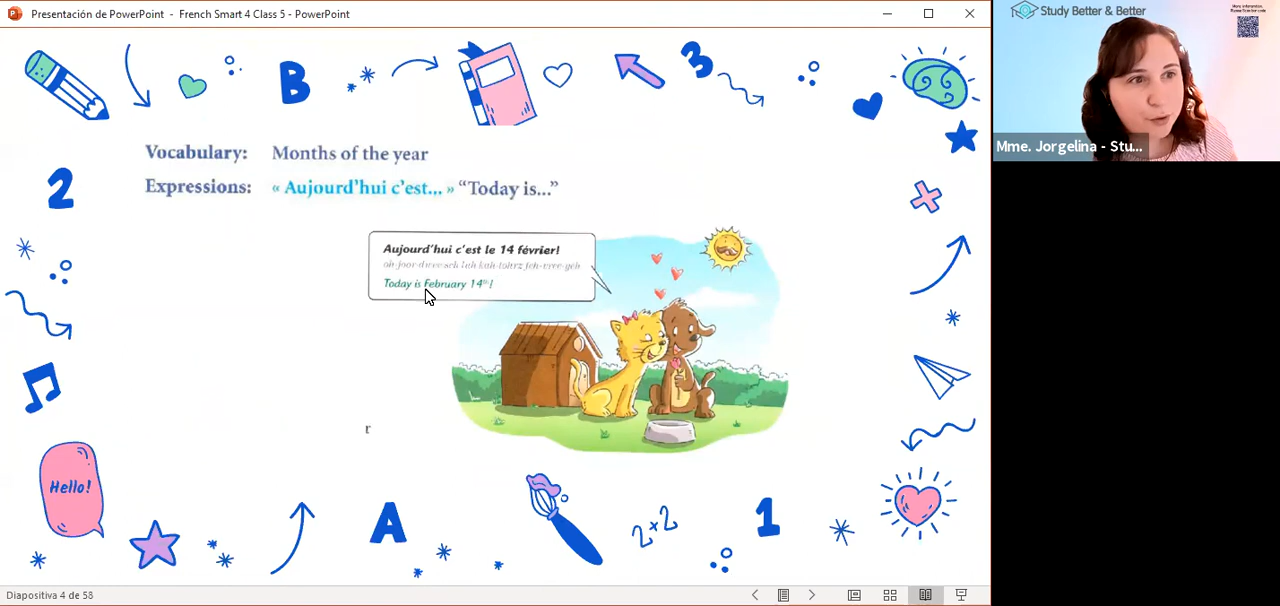 Presentación de PowerPoint - French Smart 4 Class 5 - PowerPoint
Study Better & Better
B
3
Vocabulary: Months of the year
Expressions: « Aujourd'hui c'est... » “Today is...”
2
Aujourd'hui c'est le 14 février!
Today is February 14th!
r
Hello!
A
2+2
1
Mme. Jorgelina - Stu...
Diapositiva 4 de 58